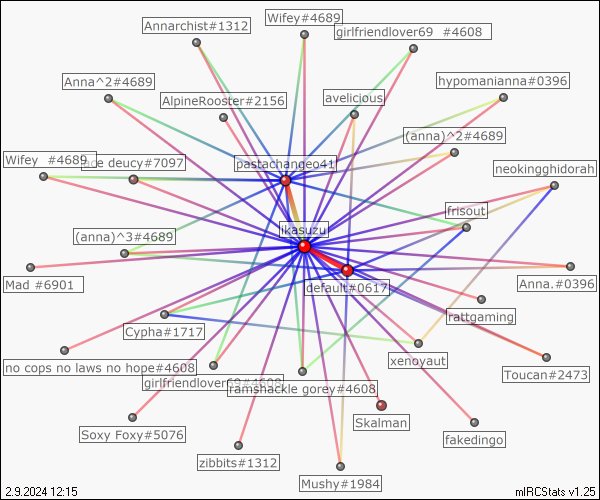 Wifey#4689
Annarchist#1312
girlfriendlover69 _#4608
Anna^2#4689
hypomanianna#0396
AlpineRooster#2156
avelicious
(anna)^2#4689
Wifey _#4689
ace deucy#7097
pastachangeo41
neokingghidorah
frisout
ikasuzu
(anna)^3#4689
Mad #6901
default#0617
Anna.#0396
rattgaming
Cypha#1717
xenoyaut
no cops no laws no hope#4608
Toucan#2473
girlfriendlover69#4608
ramshackle gorey#4608
Skalman
Soxy Foxy#5076
fakedingo
zibbits#1312
Mushy#1984
2.9.2024 12:15
mIRCStats v1.25